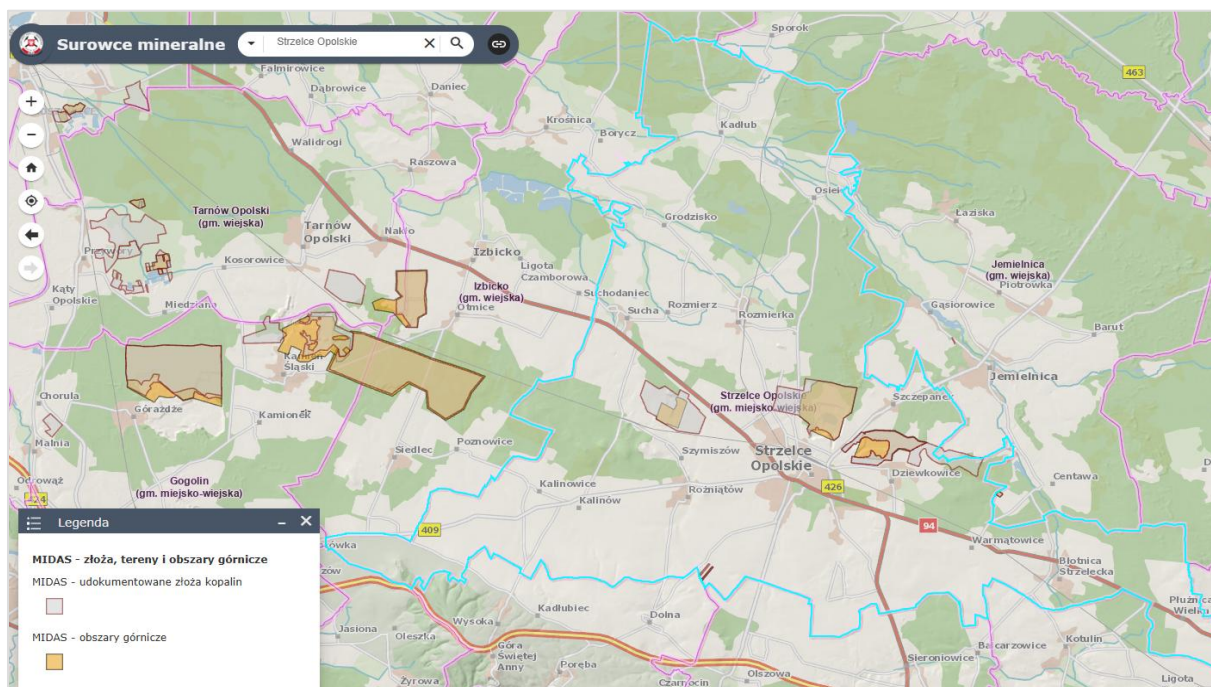 Surowce mineralne
Strzelce Opolskie
Sporok
463
Falmirowice
Dąbrowice
Daniec
Krośnica
Borycz
Kadłub
Walidrogi
Raszowa
Osiek
Tarnów Opolski
(gm. wiejska)
Tarnów
Opolski
Nakło
Grodzisko
Łaziska
Przywory
Kosorowice
Izbicko
Ligota
Czamborowa
Jemielnica
(gm. wiejska)
Piotrówka
Kąty
Opolskie
Miedziana
Izbicko
(gm. wiejska)
Otmice
Suchodaniec
Sucha
Rozmierz
Rozmierka
Gąsiorowice
Barut
Kamień
Śląski
Jemielnica
Chorula
Górażdże
Kamionek
Strzelce Opolskie
(gm. miejsko-wiejska)
Szczepanek
Malnia
Siedlec
Poznowice
Szymiszów
Strzelce
Opolskie
Dziewkowice
Centawa
Odrowąż
Gogolin
(gm. miejsko-wiejska)
Kalinowice
Kalinów
Rożniątów
426
409
94
Warmątowice
Błotnica
Strzelecka
Płużnica
Legenda
MIDAS - złoża, tereny i obszary górnicze
MIDAS - udokumentowane złoża kopalin
MIDAS - obszary górnicze
Kadłubiec
Dolna
Wysoka
Jasiona
Oleszka
Góra
Świętej
Anny
Poręba
Żyrowa
Czarnocin
Olszowa
Sieroniowice
Balcarzowice
Kotulin
Ligota